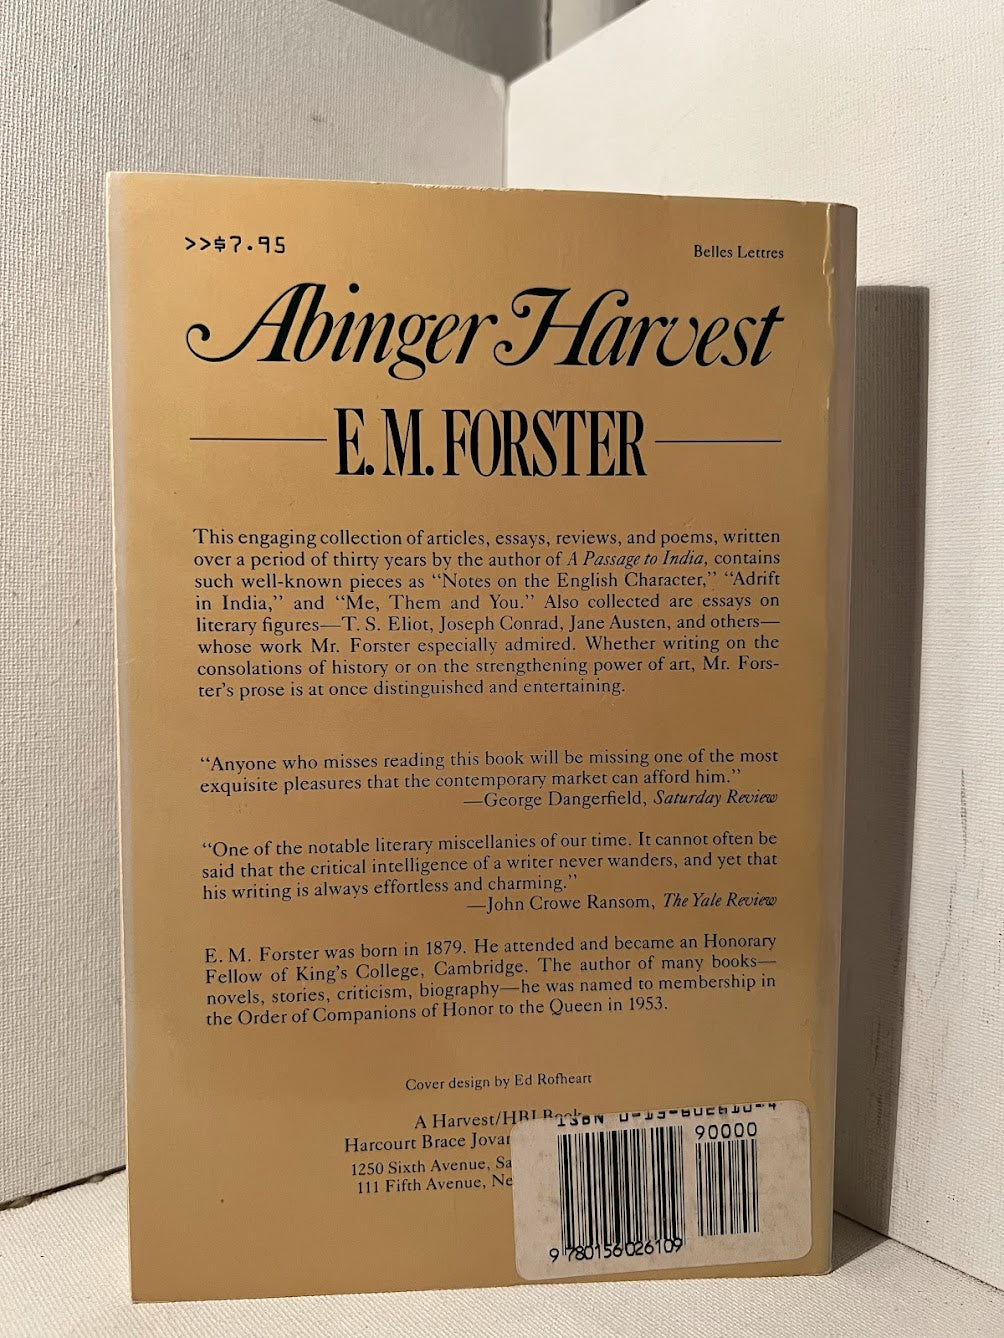 >>$7.95
Belles Lettres
Abinger Harvest
E. M. FORSTER
This engaging collection of articles, essays, reviews, and poems, written
over a period of thirty years by the author of A Passage to India, contains
such well-known pieces as “Notes on the English Character,” “Adrift
in India,” and “Me, Them and You.” Also collected are essays on
literary figures—T. S. Eliot, Joseph Conrad, Jane Austen, and others—
whose work Mr. Forster especially admired. Whether writing on the
consolations of history or on the strengthening power of art, Mr. Fors-
ter’s prose is at once distinguished and entertaining.
“Anyone who misses reading this book will be missing one of the most
exquisite pleasures that the contemporary market can afford him.”
—George Dangerfield, Saturday Review
“One of the notable literary miscellanies of our time. It cannot often be
said that the critical intelligence of a writer never wanders, and yet that
his writing is always effortless and charming.”
—John Crowe Ransom, The Yale Review
E. M. Forster was born in 1879. He attended and became an Honorary
Fellow of King’s College, Cambridge. The author of many books—
novels, stories, criticism, biography—he was named to membership in
the Order of Companions of Honor to the Queen in 1953.
Cover design by Ed Rofheart
A Harvest/HBJ Book
Harcourt Brace Jovan
1250 Sixth Avenue, Sa
111 Fifth Avenue, Ne
ISBN 0-15-602610-4
90000
9 780156 026109